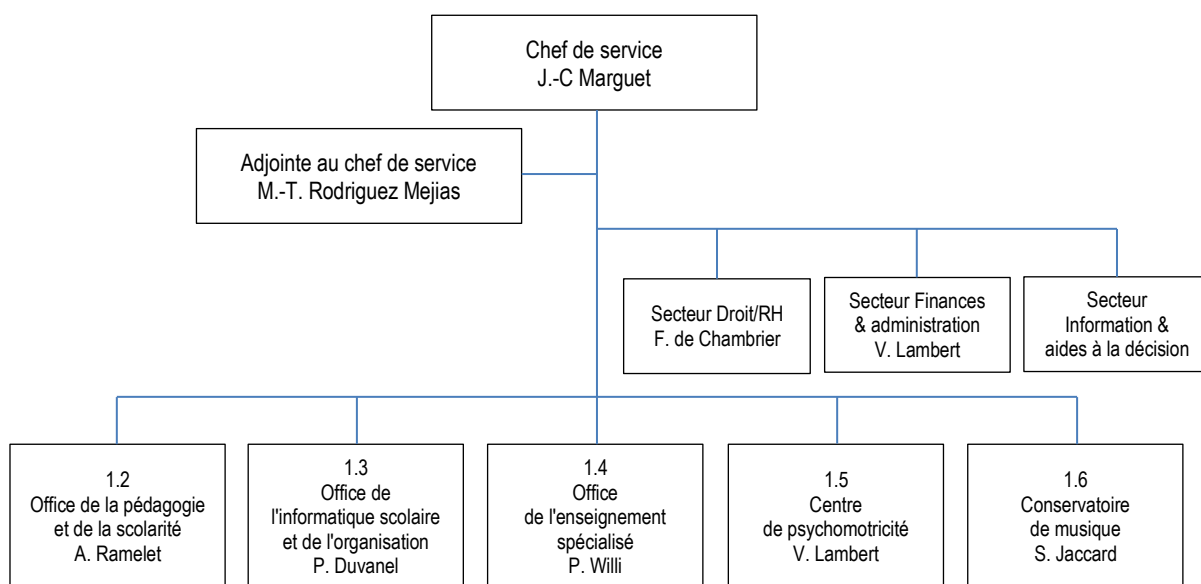 Chef de service
J.-C Marguet
Adjointe au chef de service
M.-T. Rodriguez Mejias
Secteur Droit/RH
F. de Chambrier
Secteur Finances
& administration
V. Lambert
Secteur
Information &
aides à la décision
1.2
Office de la pédagogie
et de la scolarité
A. Ramelet
1.3
Office de
l'informatique scolaire
et de l'organisation
P. Duvanel
1.4
Office
de l'enseignement
spécialisé
P. Willi
1.5
Centre
de psychomotricité
V. Lambert
1.6
Conservatoire
de musique
S. Jaccard